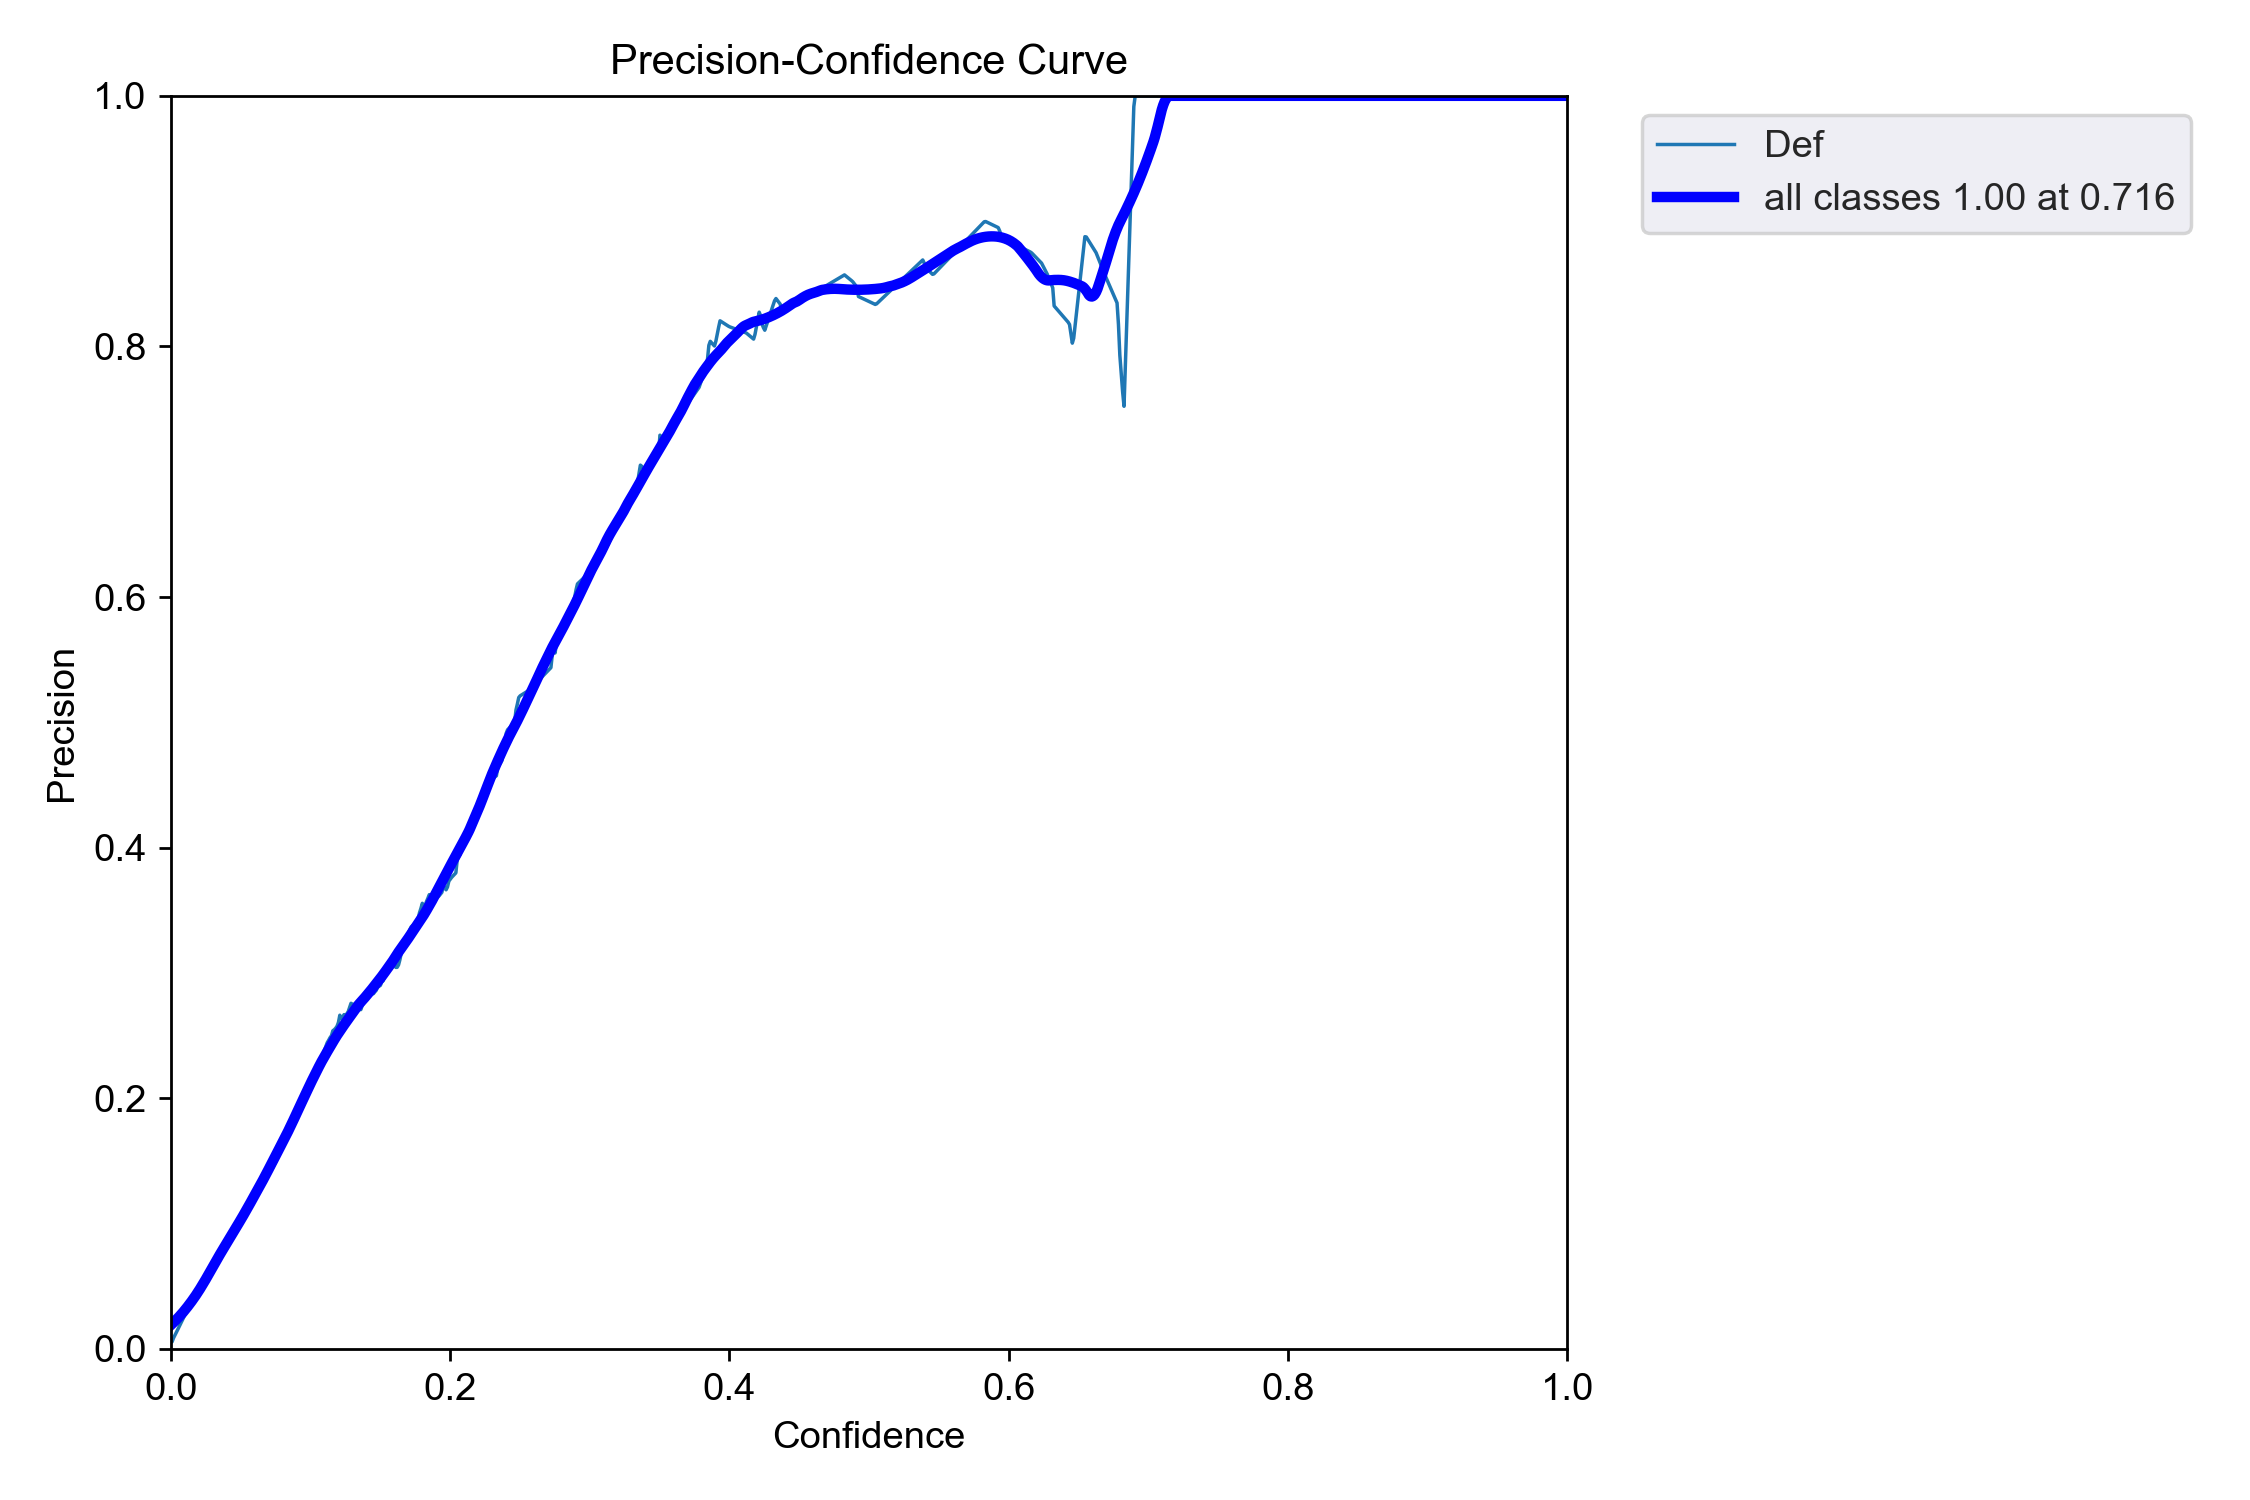 Precision-Confidence Curve
1.0
0.8
0.6
0.4
0.2
0.0
Precision
0.0 0.2 0.4 0.6 0.8 1.0
Confidence
Def
all classes 1.00 at 0.716